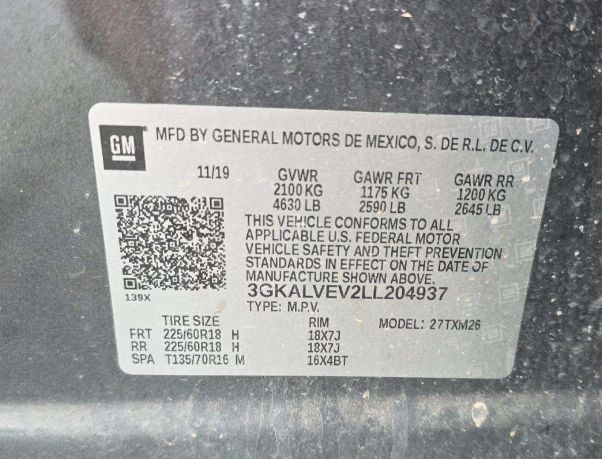 GM MFD BY GENERAL MOTORS DE MEXICO, S. DE R.L. DE C.V.
11/19 GVWR GAWR FRT GAWR RR
2100 KG 1175 KG 1200 KG
4630 LB 2590 LB 2645 LB
THIS VEHICLE CONFORMS TO ALL
APPLICABLE U.S. FEDERAL MOTOR
VEHICLE SAFETY AND THEFT PREVENTION
STANDARDS IN EFFECT ON THE DATE OF
MANUFACTURE SHOWN ABOVE.
139X
3GKALVEV2LL204937
TYPE: M.P.V.
TIRE SIZE RIM MODEL: 27TXM26
FRT 225/60R18 H 18X7J
RR 225/60R18 H 18X7J
SPA T135/70R16 M 16X4BT